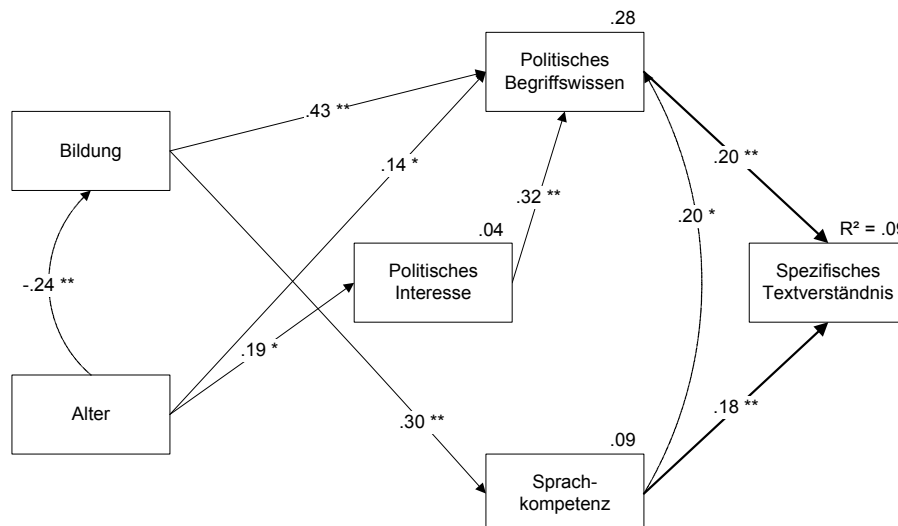 .28
Politisches
Begriffswissen
.43 **
Bildung
.14 *
.20 **
.32 **
.20 *
.04
R² = .09
Politisches
Interesse
Spezifisches
Textverständnis
-.24 **
.19 *
Alter
.30 **
.18 **
.09
Sprach-
kompetenz